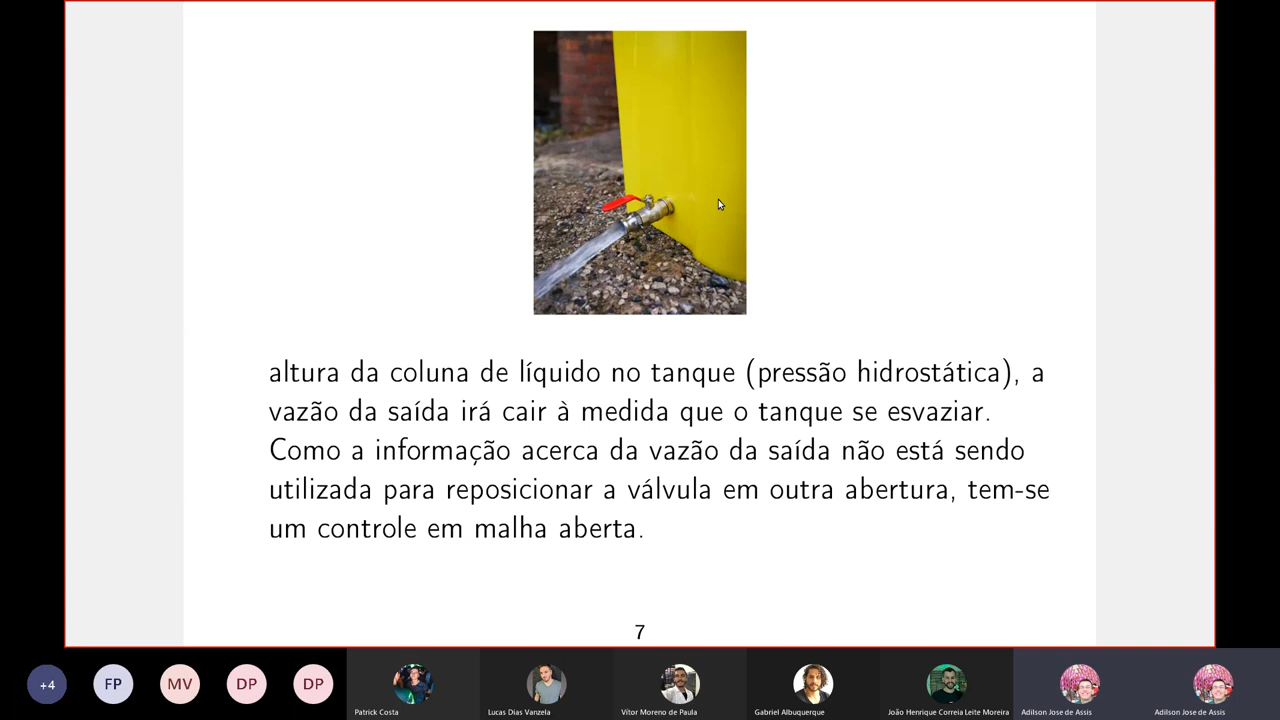 altura da coluna de líquido no tanque (pressão hidrostática), a
vazão da saída irá cair à medida que o tanque se esvaziar.
Como a informação acerca da vazão da saída não está sendo
utilizada para reposicionar a válvula em outra abertura, tem-se
um controle em malha aberta.
7
+4
FP
MV
DP
DP
Patrick Costa
Lucas Dias Vanzela
Vítor Moreno de Paula
Gabriel Albuquerque
João Henrique Correia Leite Moreira
Adilson Jose de Assis
Adilson Jose de Assis